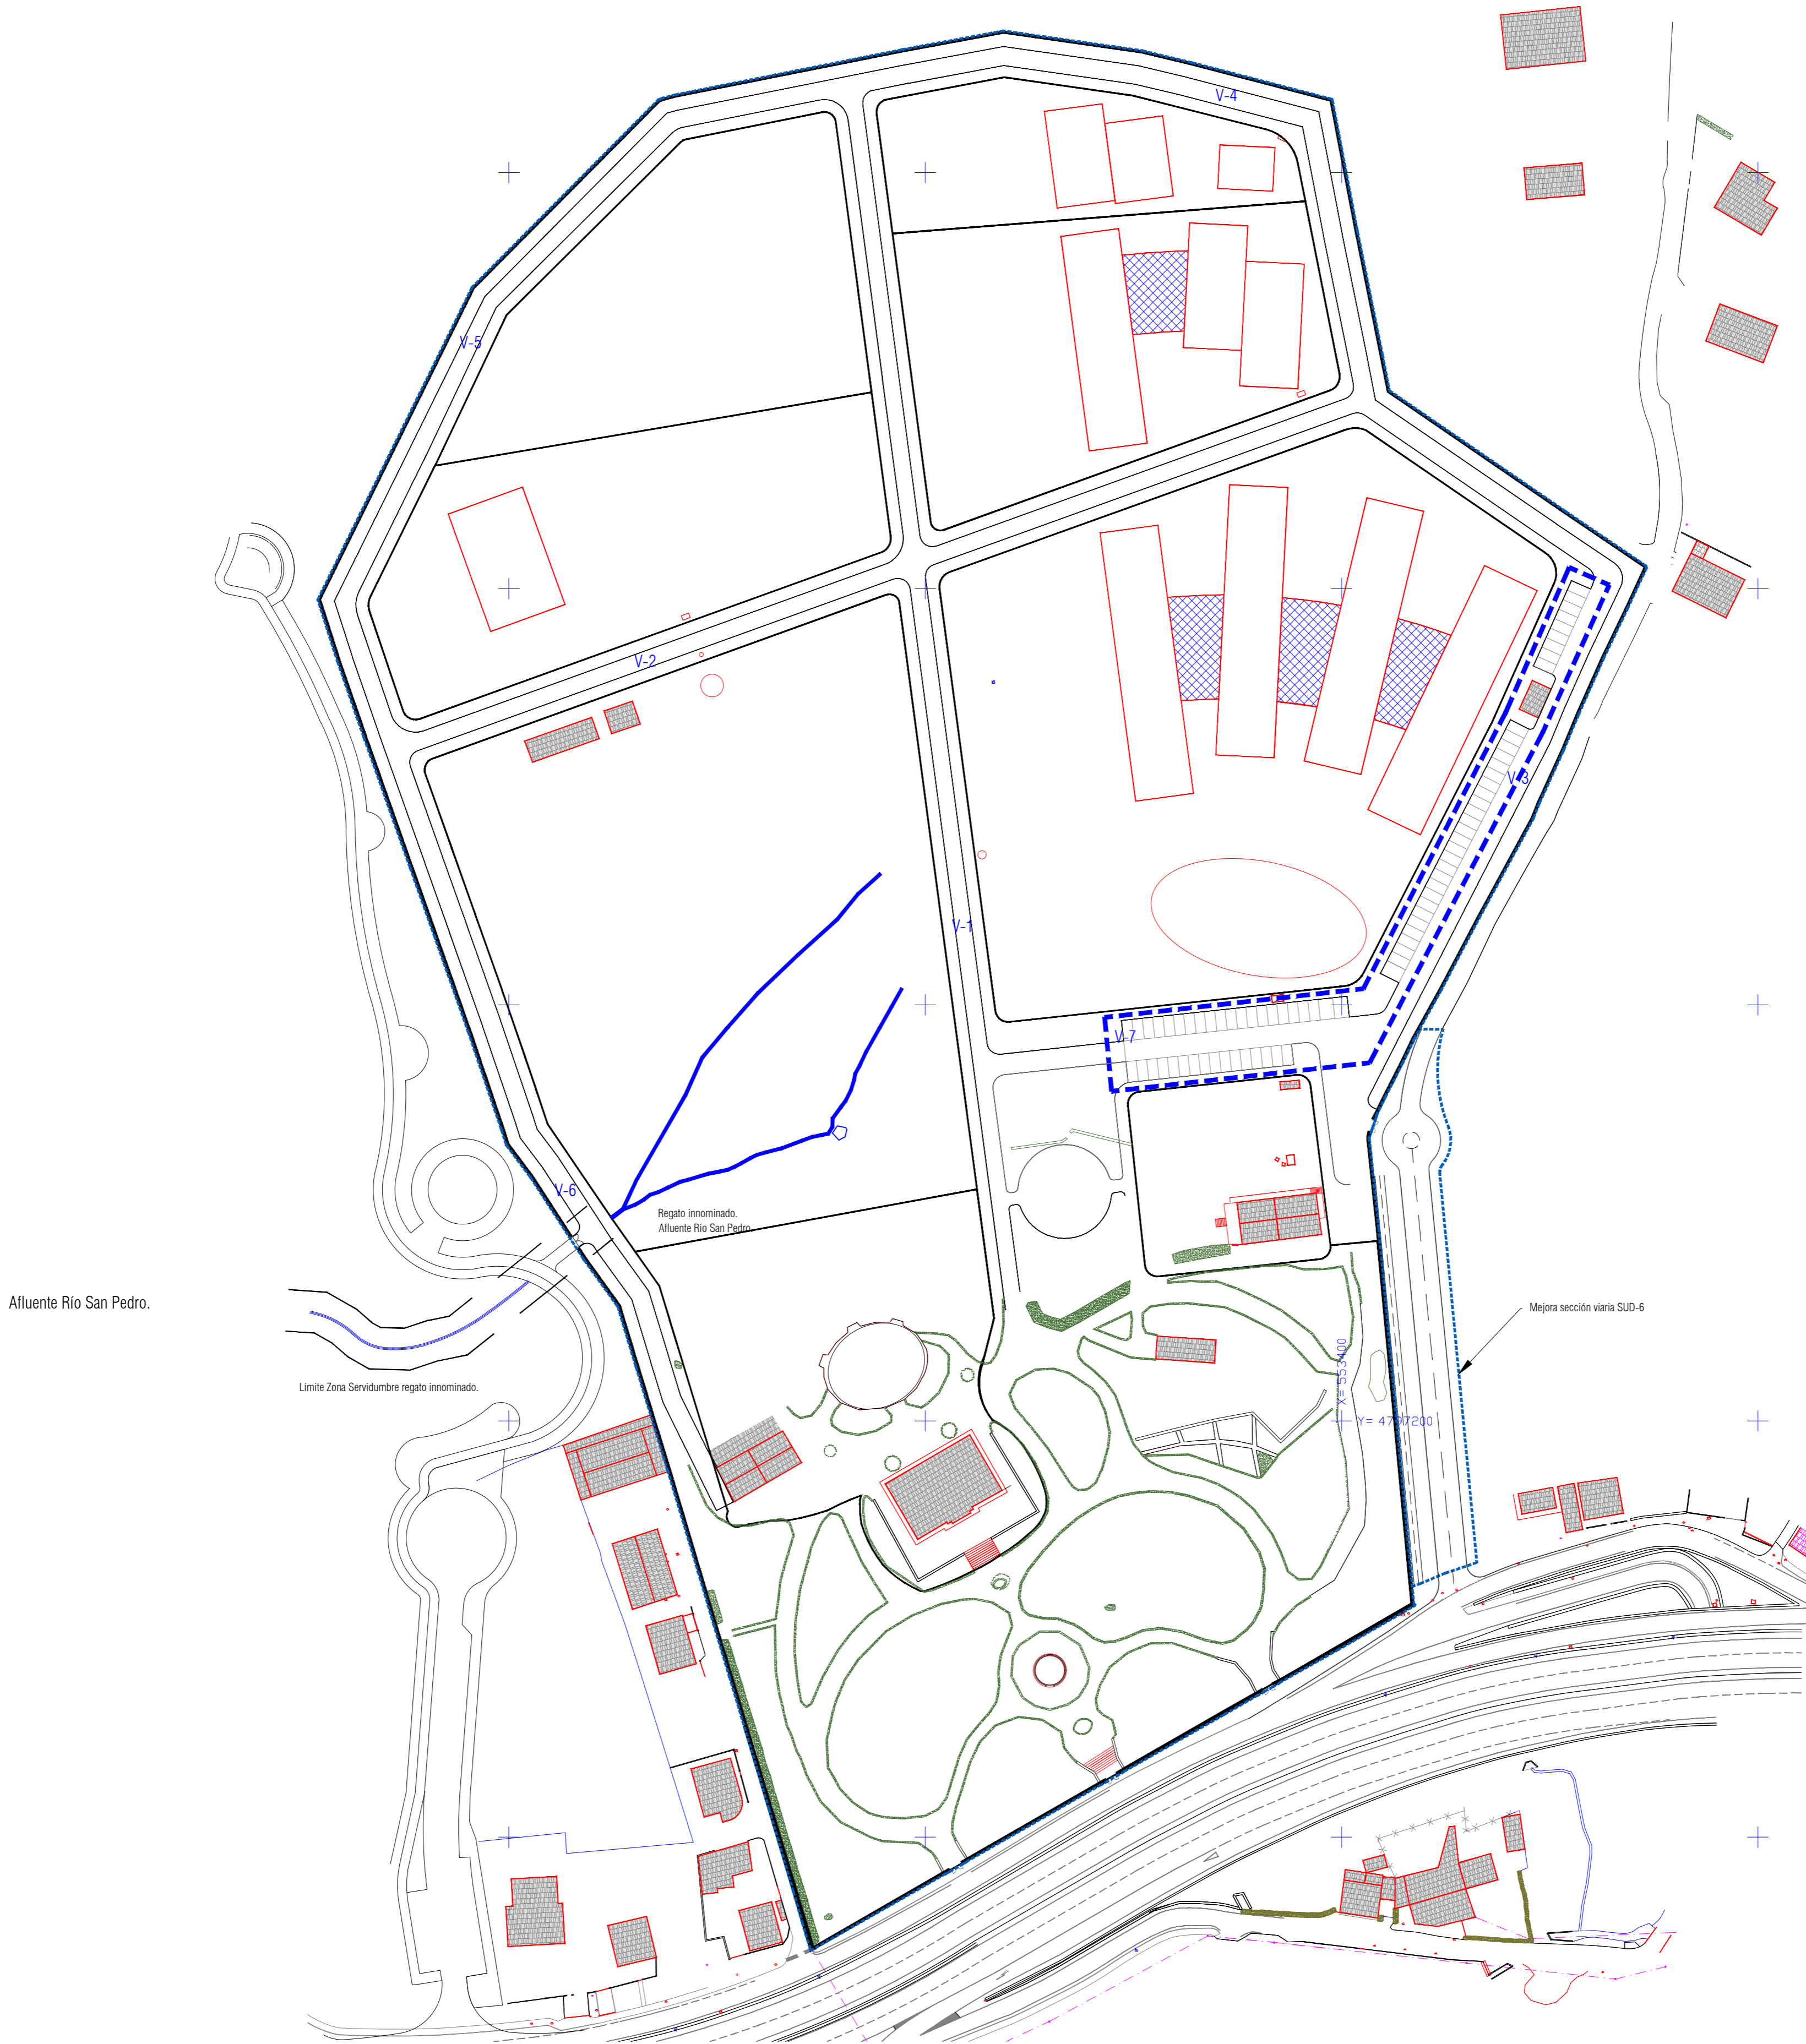 V-4
V-5
V-2
V-3
V-1
V-7
V-6
Regato innominado.
Afluente Río San Pedro.
Afluente Río San Pedro.
Mejora sección viaria SUD-6
X= 553400
Y= 4797200
Límite Zona Servidumbre regato innominado.